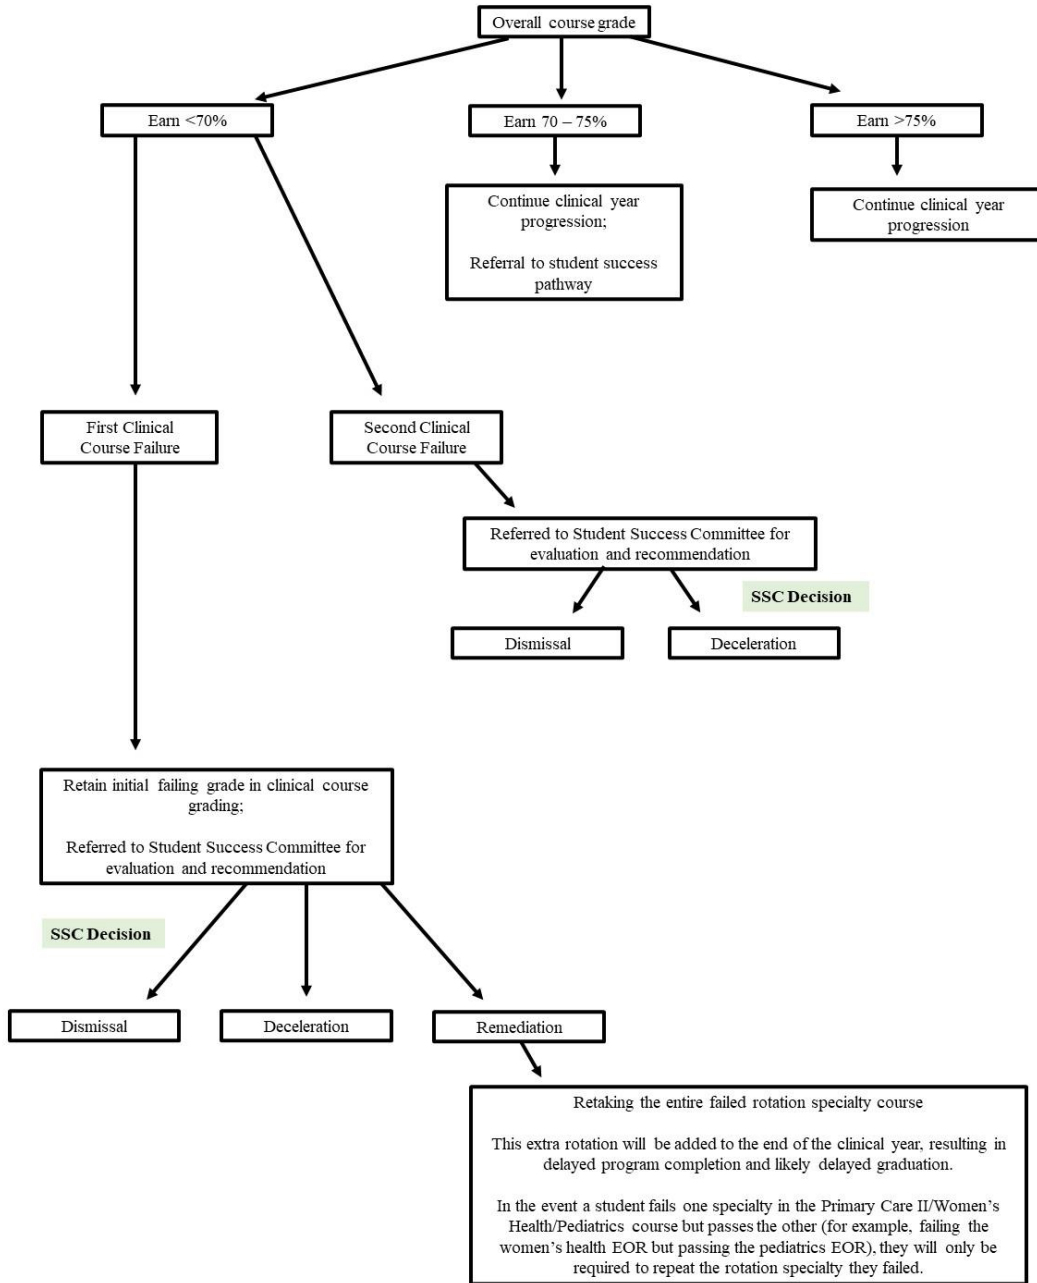 Overall course grade
Earn <70%
Earn 70 – 75%
Earn >75%
Continue clinical year
progression;
Referral to student success
pathway
Continue clinical year
progression
First Clinical
Course Failure
Second Clinical
Course Failure
Referred to Student Success Committee for
evaluation and recommendation
SSC Decision
Dismissal
Deceleration
Retain initial failing grade in clinical course
grading;
Referred to Student Success Committee for
evaluation and recommendation
SSC Decision
Dismissal
Deceleration
Remediation
Retaking the entire failed rotation specialty course
This extra rotation will be added to the end of the clinical year, resulting in
delayed program completion and likely delayed graduation.
In the event a student fails one specialty in the Primary Care II/Women’s
Health/Pediatrics course but passes the other (for example, failing the
women’s health EOR but passing the pediatrics EOR), they will only be
required to repeat the rotation specialty they failed.